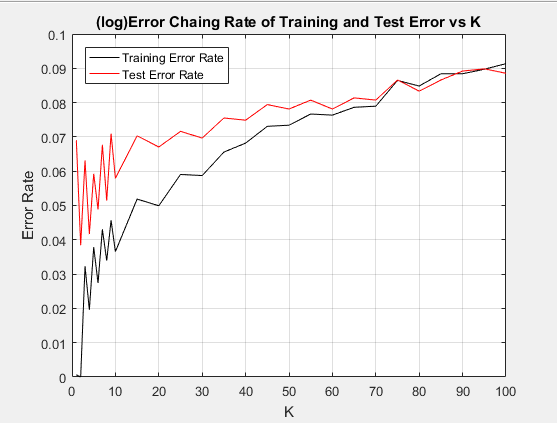 (log)Error Chaing Rate of Training and Test Error vs K
Training Error Rate
Test Error Rate
Error Rate
0.1
0.09
0.08
0.07
0.06
0.05
0.04
0.03
0.02
0.01
0
0 10 20 30 40 50 60 70 80 90 100
K